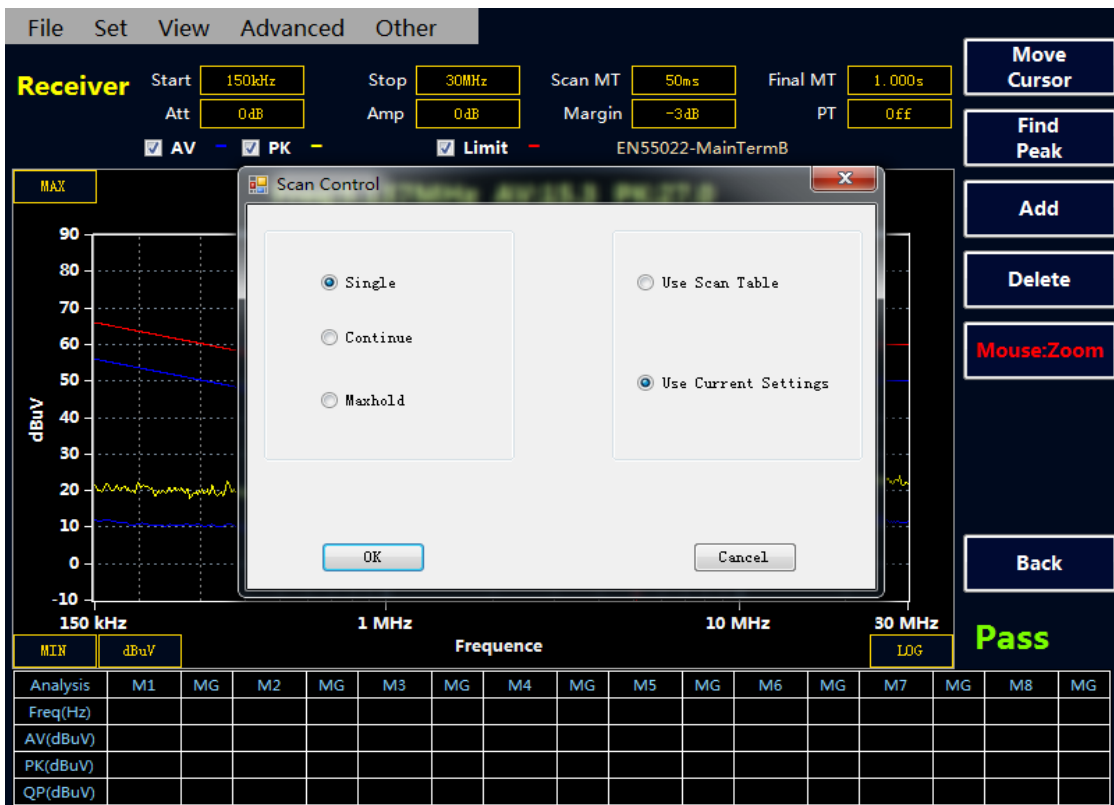 File Set View Advanced Other
Receiver Start 150kHz Stop 30MHz Scan MT 50ms Final MT 1.000s
Att 0dB Amp 0dB Margin -3dB PT Off
AV PK Limit EN55022-MainTermB
Move
Cursor
Find
Peak
Add
Delete
Mouse:Zoom
Back
Pass
MAX
Scan Control
Single
Continue
Maxhold
Use Scan Table
Use Current Settings
OK Cancel
dBuV
90
80
70
60
50
40
30
20
10
0
-10
150 kHz 1 MHz 10 MHz 30 MHz
MIN dBuV Frequence LOG
Analysis M1 MG M2 MG M3 MG M4 MG M5 MG M6 MG M7 MG M8 MG
Freq(Hz)
AV(dBuV)
PK(dBuV)
QP(dBuV)